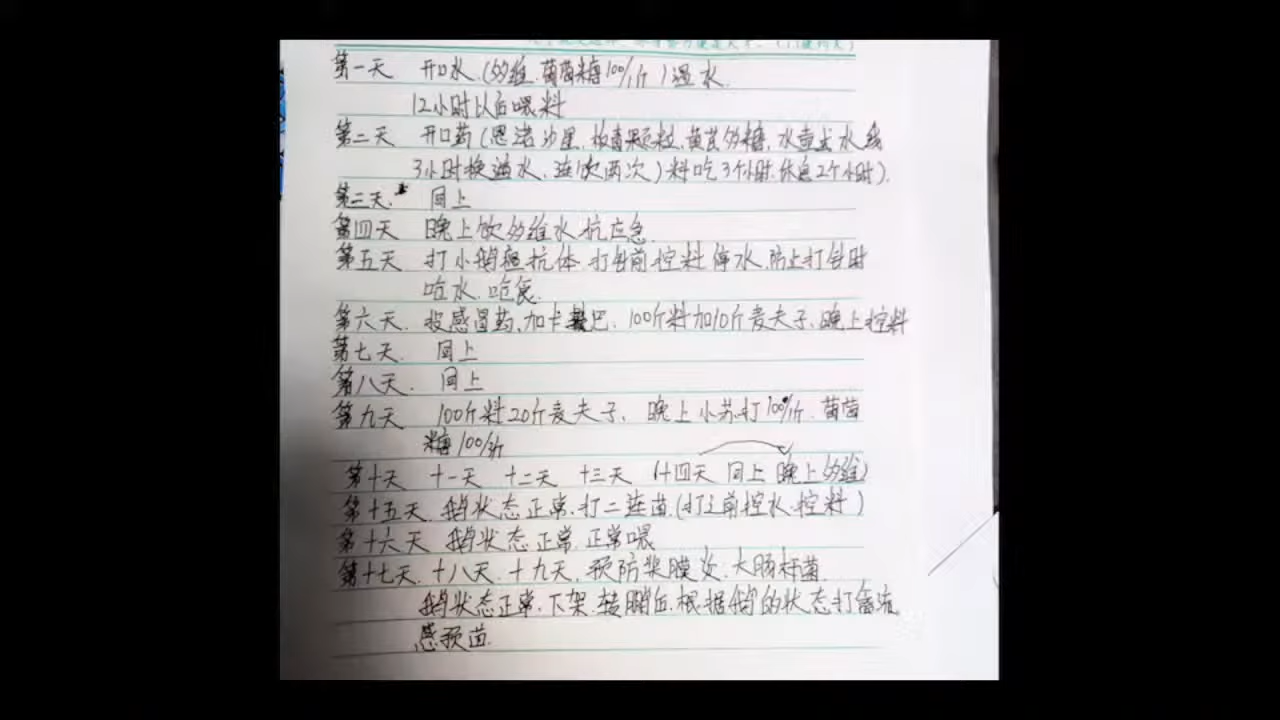 第一天 开口水.(多维.葡萄糖100/1斤)温水.
12小时以后喂料
第二天 开口药(恩诺沙星,板青颗粒,黄芪多糖,水壶或水线
3小时换温水.连饮两次)料吃3个小时.休息2个小时).
第三天. 同上
第四天 晚上饮多维水.抗应急.
第五天 打小鹅瘟抗体.打针前.控料停水.防止打针时
呛水.呛食.
第六天. 投感冒药、加卡巴、100斤料加10斤麦夫子、晚上控料
第七天. 同上
第八天. 同上
第九天 100斤料20斤麦夫子、晚上小苏打100/斤.葡萄
糖100/斤
第十天 十一天 十二天 十三天 (十四天 同上 晚上多维)
第十五天.鹅状态正常.打二联苗.(打之前控水.控料)
第十六天 鹅状态正常.正常喂
第十七天.十八天.十九天.预防浆膜炎.大肠杆菌.
鹅状态正常.下架.转鹏后.根据鹅的状态打禽流
感预苗.